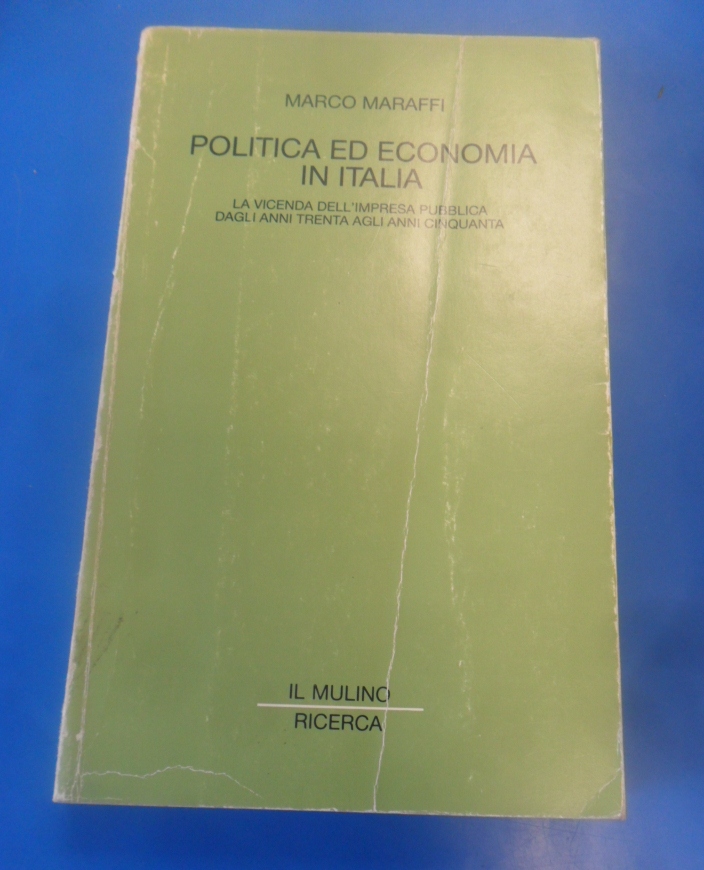 MARCO MARAFFI
POLITICA ED ECONOMIA
IN ITALIA
LA VICENDA DELL'IMPRESA PUBBLICA
DAGLI ANNI TRENTA AGLI ANNI CINQUANTA
IL MULINO
RICERCA